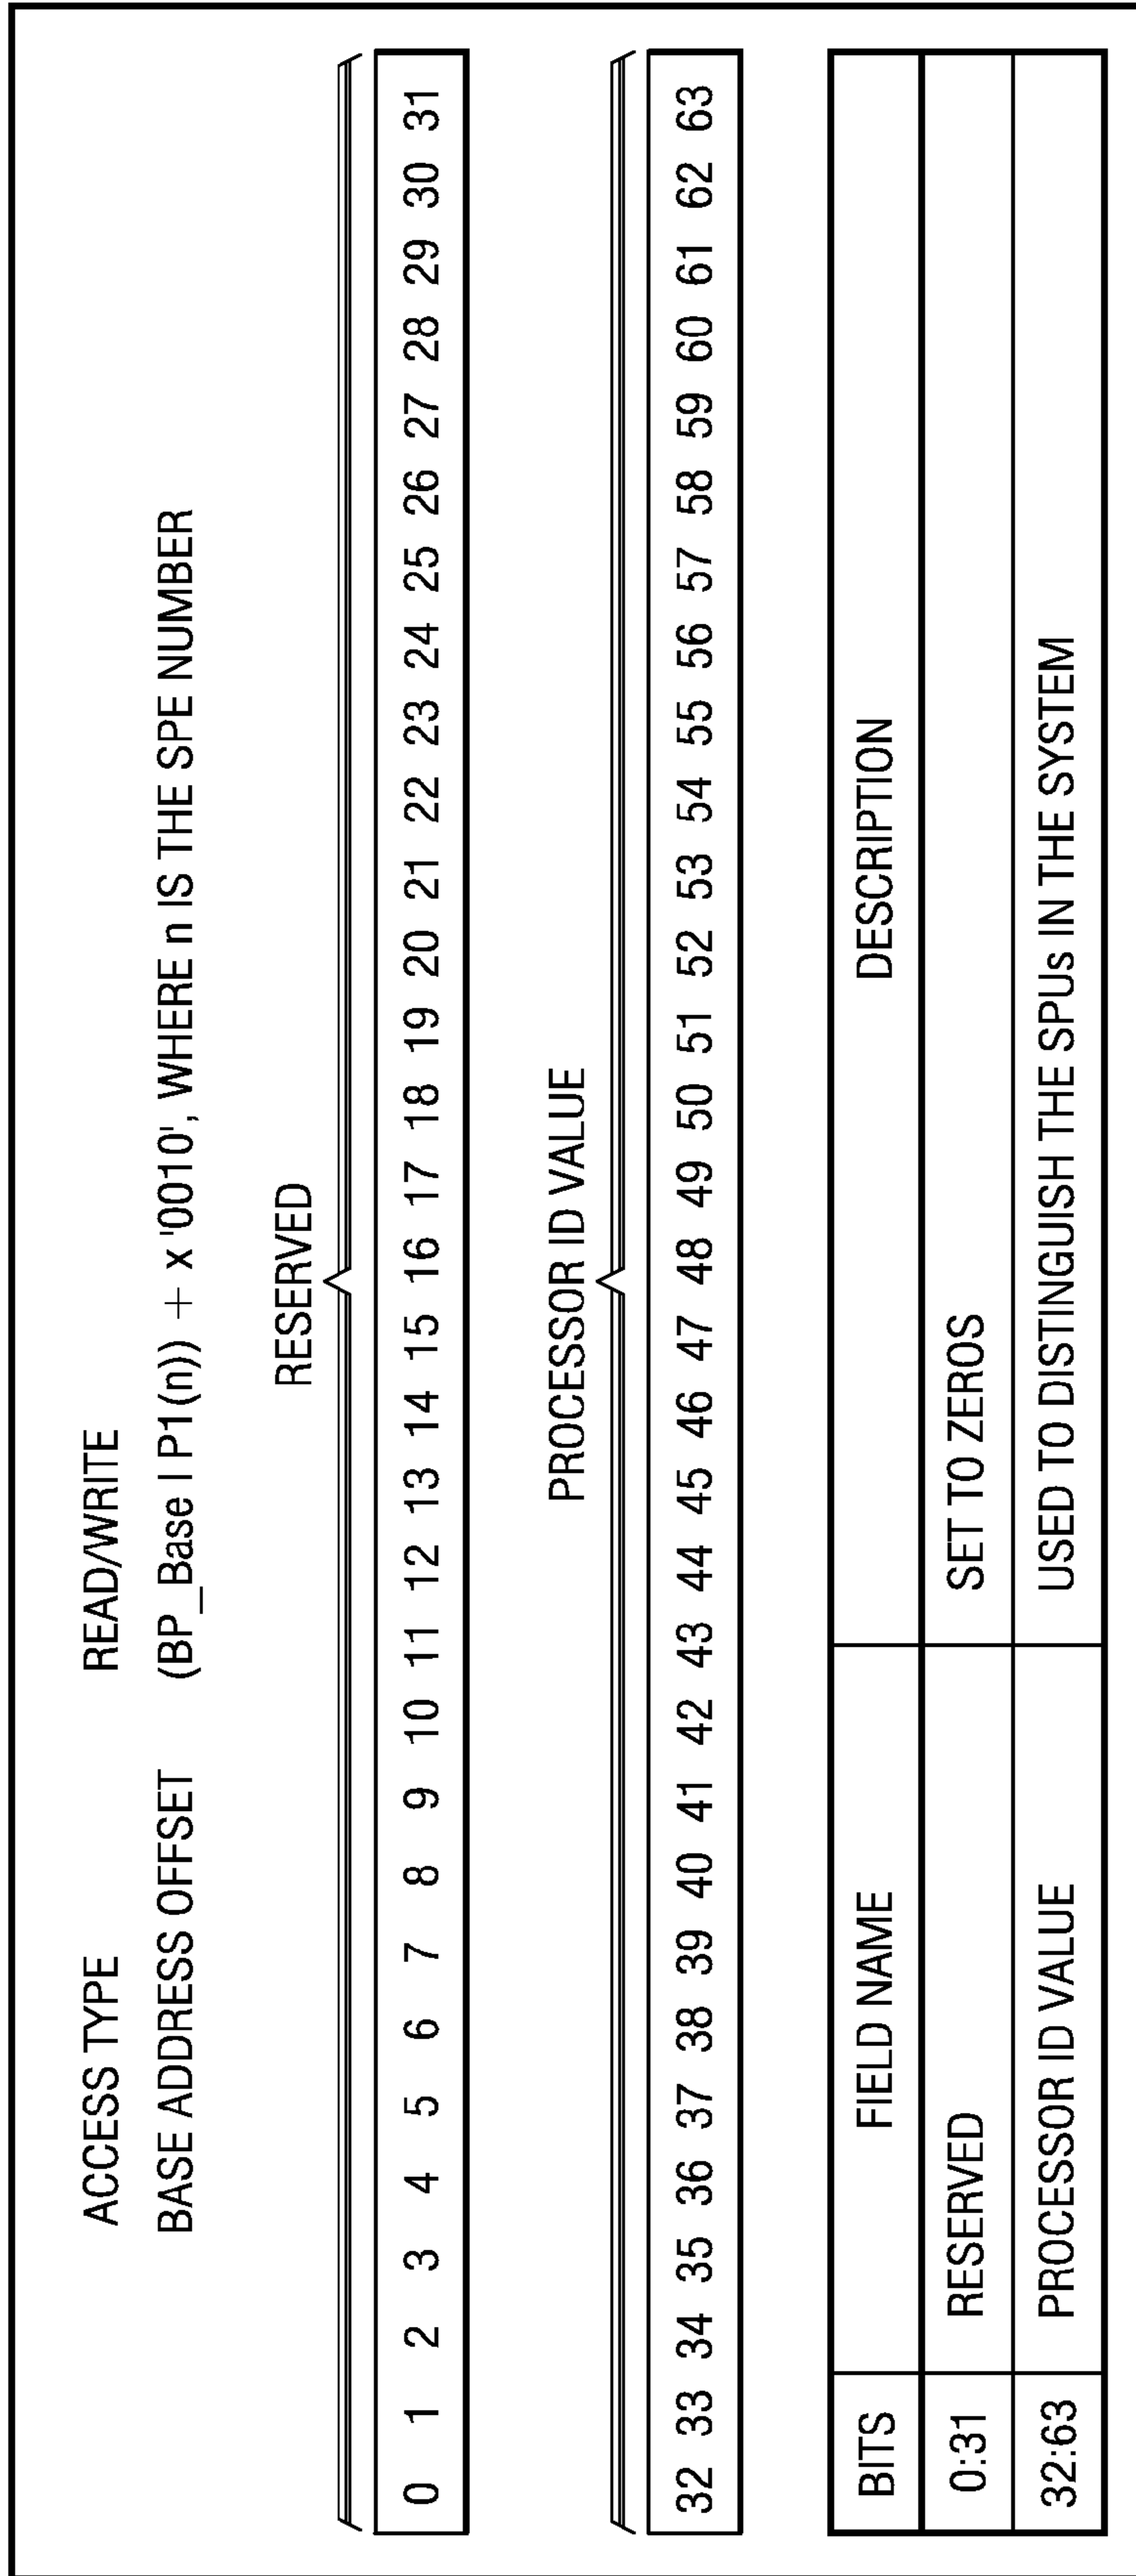 ACCESS TYPE READ/WRITE
BASE ADDRESS OFFSET (BP_Base I P1(n)) + x '0010', WHERE n IS THE SPE NUMBER
RESERVED
0 1 2 3 4 5 6 7 8 9 10 11 12 13 14 15 16 17 18 19 20 21 22 23 24 25 26 27 28 29 30 31
PROCESSOR ID VALUE
32 33 34 35 36 37 38 39 40 41 42 43 44 45 46 47 48 49 50 51 52 53 54 55 56 57 58 59 60 61 62 63
BITS FIELD NAME DESCRIPTION
0:31 RESERVED SET TO ZEROS
32:63 PROCESSOR ID VALUE USED TO DISTINGUISH THE SPUs IN THE SYSTEM